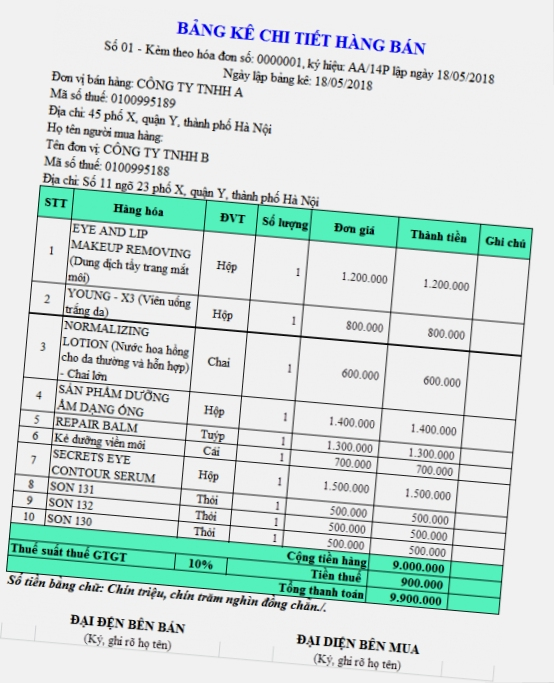 BẢNG KÊ CHI TIẾT HÀNG BÁN
Số 01 - Kèm theo hóa đơn số: 0000001, ký hiệu: AA/14P lập ngày 18/05/2018
Ngày lập bảng kê: 18/05/2018
Đơn vị bán hàng: CÔNG TY TNHH A
Mã số thuế: 0100995189
Địa chỉ: 45 phố X, quận Y, thành phố Hà Nội
Họ tên người mua hàng:
Tên đơn vị: CÔNG TY TNHH B
Mã số thuế: 0100995188
Địa chỉ: Số 11 ngõ 23 phố X, quận Y, thành phố Hà Nội
STT Hàng hóa ĐVT Số lượng Đơn giá Thành tiền Ghi chú
EYE AND LIP
MAKEUP REMOVING
(Dung dịch tẩy trang mắt
môi)
1 Hộp 1 1.200.000 1.200.000
YOUNG - X3 (Viên uống
trắng da)
2 Hộp 1 800.000 800.000
NORMALIZING
LOTION (Nước hoa hồng
cho da thường và hỗn hợp)
- Chai lớn
3 Chai 1 600.000 600.000
SẢN PHẨM DƯỠNG
ẨM DẠNG ỐNG
4 Hộp 1 1.400.000 1.400.000
5 REPAIR BALM Tuýp 1 1.300.000 1.300.000
6 Kẻ dưỡng viền môi Cái 1 700.000 700.000
SECRETS EYE
CONTOUR SERUM
7 Hộp 1 1.500.000 1.500.000
8 SON 131 Thỏi 1 500.000 500.000
9 SON 132 Thỏi 1 500.000 500.000
10 SON 130 Thỏi 1 500.000 500.000
Cộng tiền hàng 9.000.000
Thuế suất thuế GTGT 10% Tiền thuế 900.000
Tổng thanh toán 9.900.000
Số tiền bằng chữ: Chín triệu, chín trăm nghìn đồng chẵn./.
ĐẠI ĐỆN BÊN BÁN
(Ký, ghi rõ họ tên)
ĐẠI DIỆN BÊN MUA
(Ký, ghi rõ họ tên)